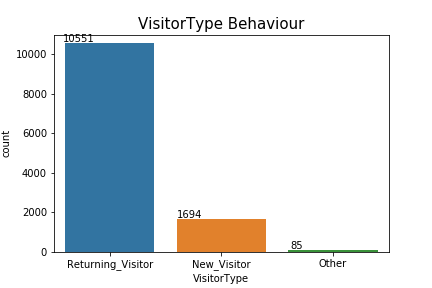 VisitorType Behaviour
10551
10000
8000
6000
4000
2000
0
count
1694
85
Returning_Visitor
New_Visitor
Other
VisitorType